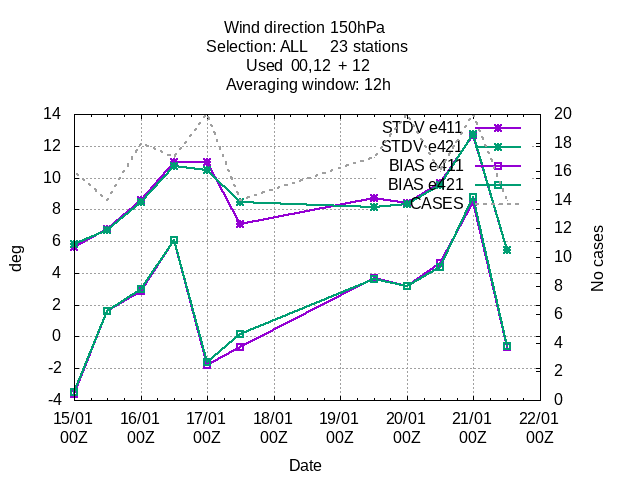 Wind direction 150hPa
Selection: ALL 23 stations
Used 00,12 + 12
Averaging window: 12h
14 20
12 18
10 16
8 14
6 12
4 10
2 8
0 6
-2 4
-4 2
0
deg
No cases
STDV e411
STDV e421
BIAS e411
BIAS e421
CASES
15/01 16/01 17/01 18/01 19/01 20/01 21/01 22/01
00Z 00Z 00Z 00Z 00Z 00Z 00Z 00Z
Date